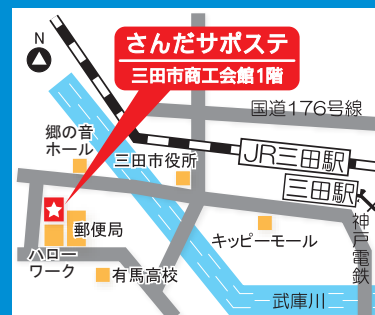 さんだサポステ
三田市商工会館1階
N
国道176号線
郷の音
ホール
三田市役所
JR三田駅
三田駅
神戸電鉄
郵便局
ハロー
ワーク
キッピーモール
有馬高校
武庫川